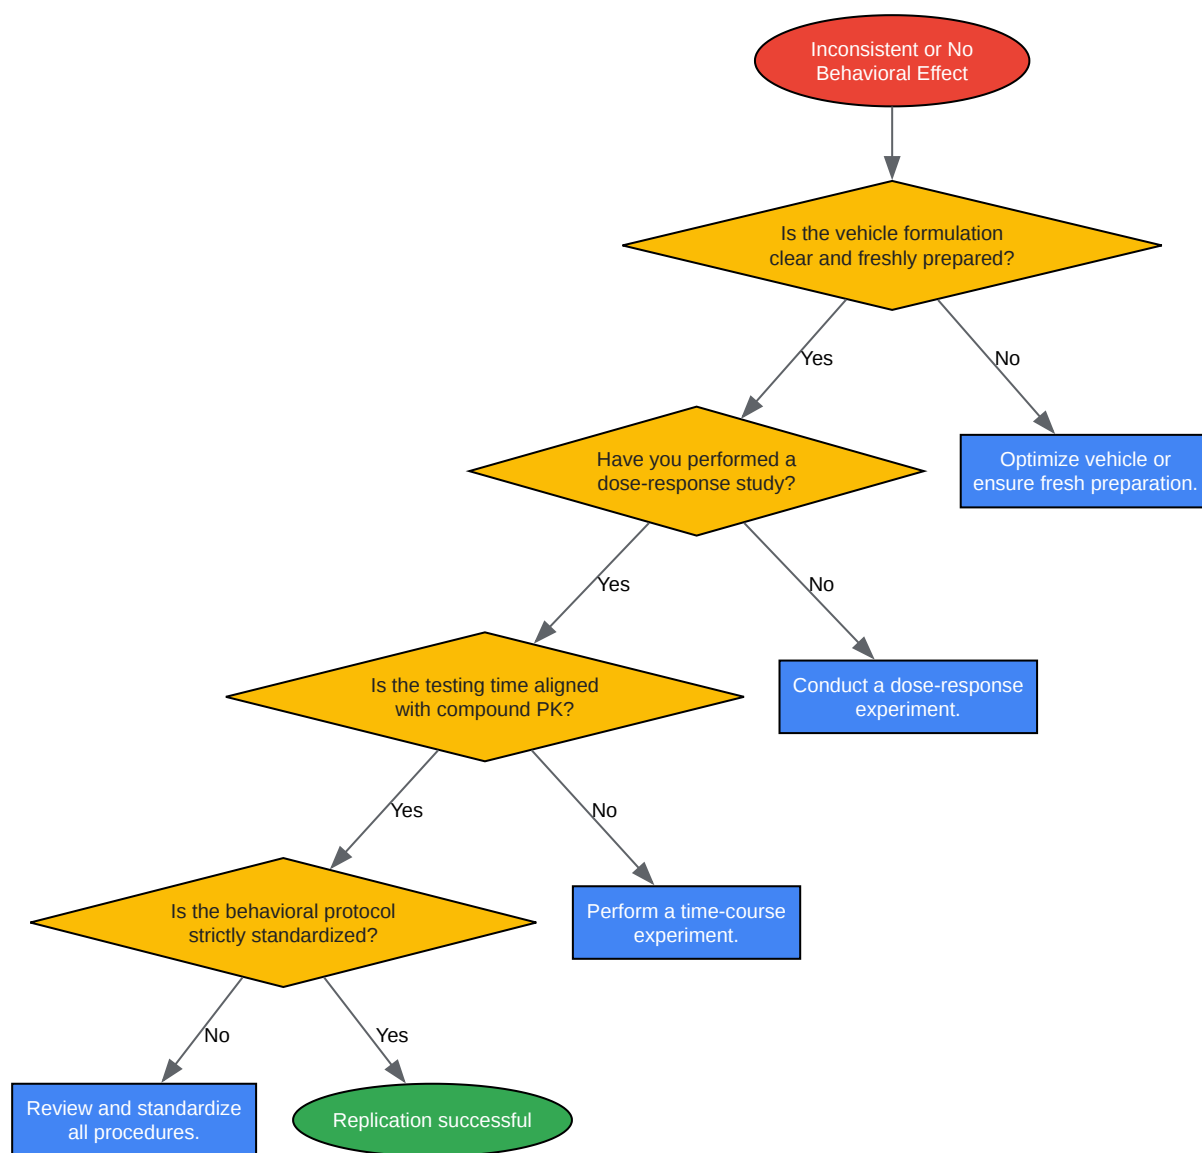 Inconsistent or No
Behavioral Effect
Is the vehicle formulation
clear and freshly prepared?
Yes
No
Have you performed a
dose-response study?
Optimize vehicle or
ensure fresh preparation.
Yes
No
Is the testing time aligned
with compound PK?
Conduct a dose-response
experiment.
Yes
No
Is the behavioral protocol
strictly standardized?
Perform a time-course
experiment.
No
Yes
Review and standardize
all procedures.
Replication successful